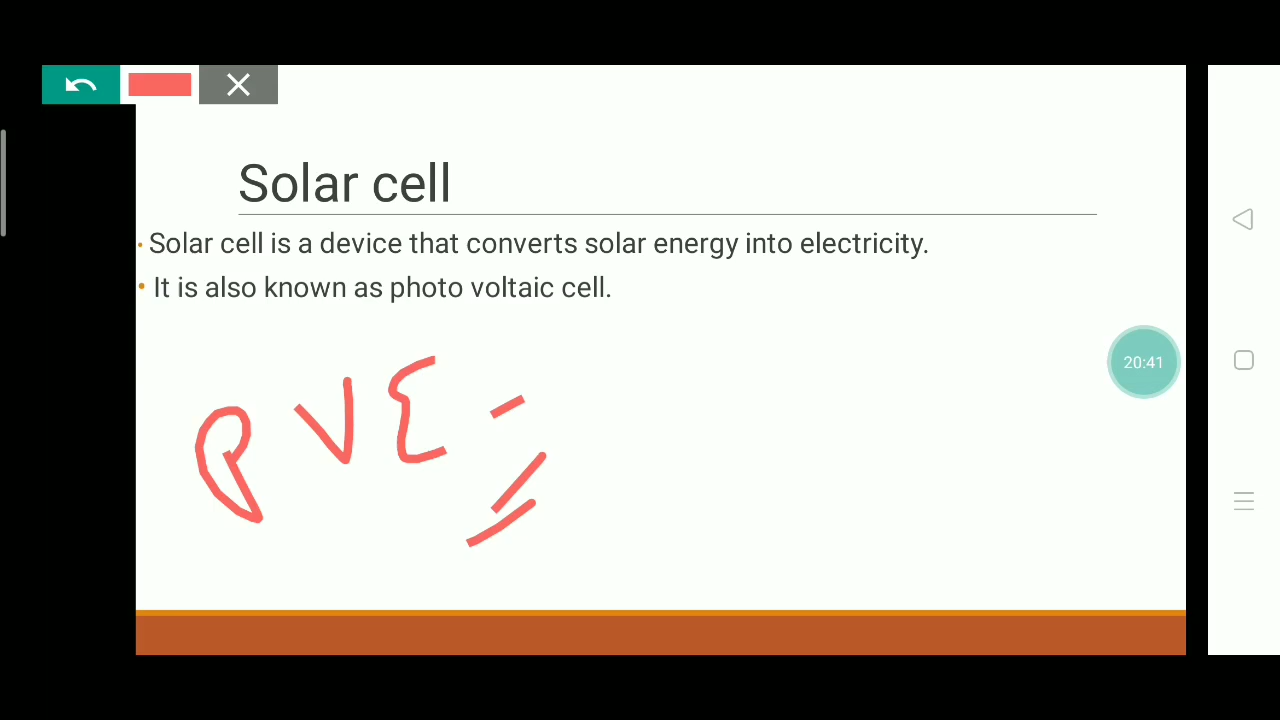 Solar cell
• Solar cell is a device that converts solar energy into electricity.
• It is also known as photo voltaic cell.
20:41